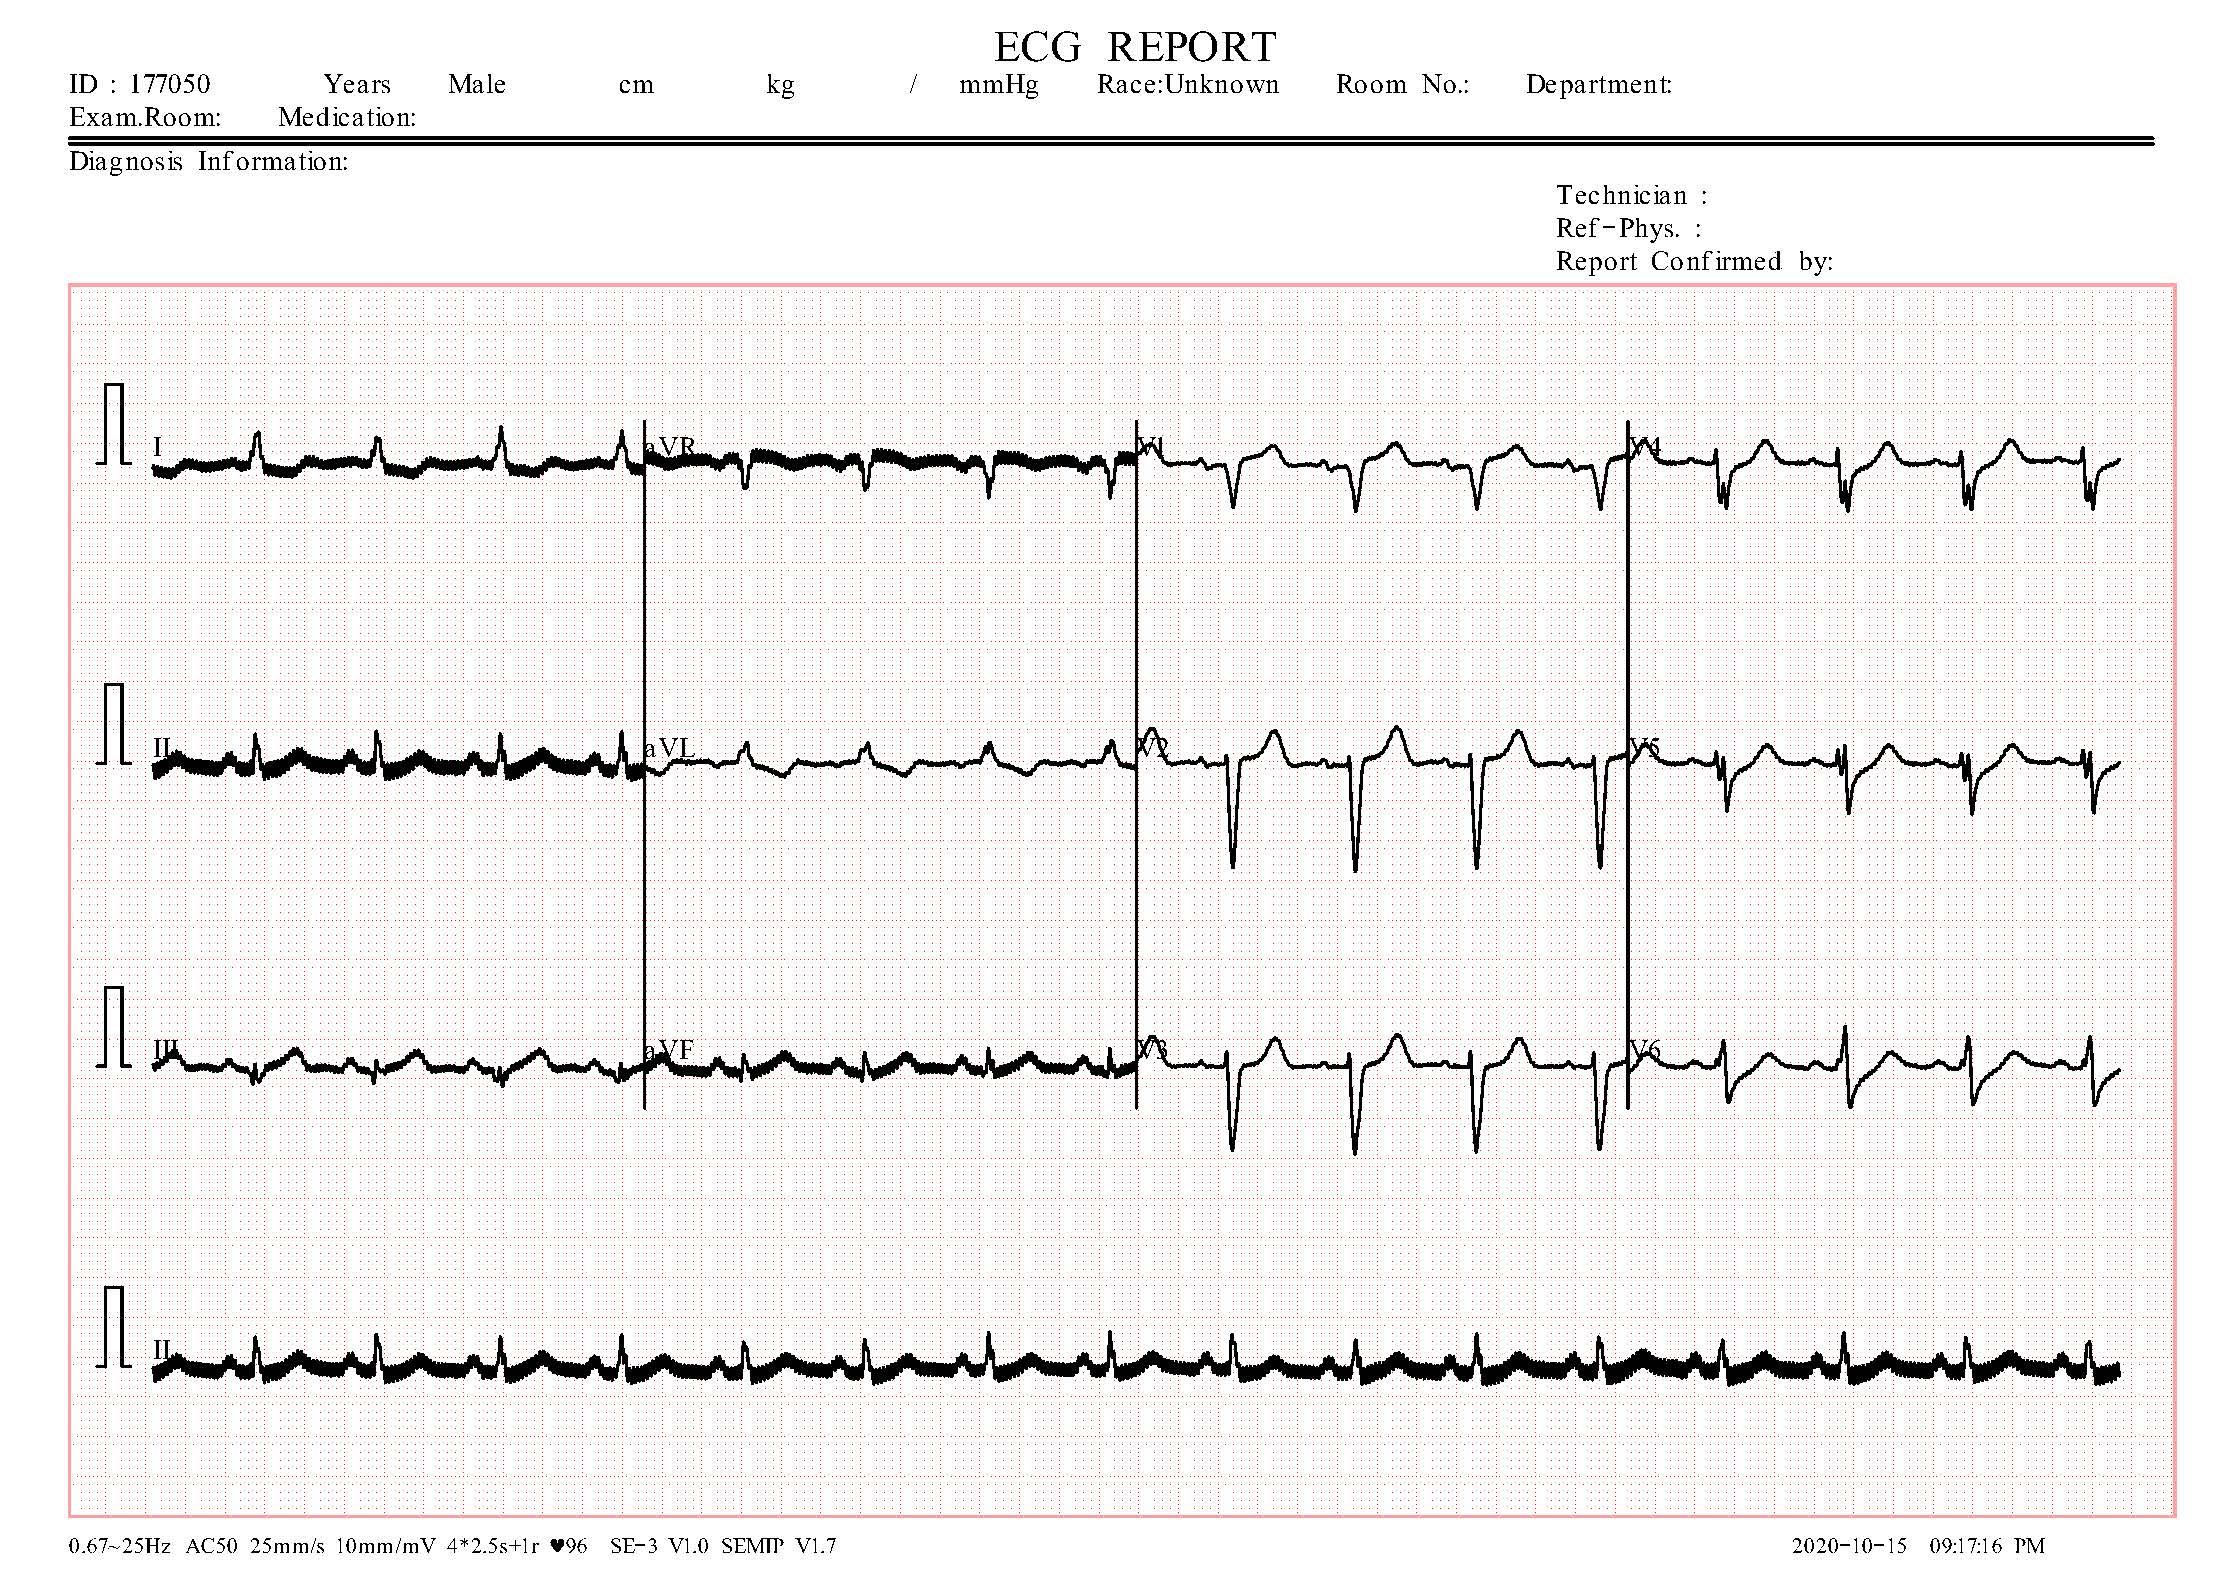 ECG REPORT
ID : 177050 Years Male cm kg / mmHg Race:Unknown Room No.: Department:
Exam.Room: Medication:
Diagnosis Information:
Technician :
Ref-Phys. :
Report Confirmed by:
I aVR V1 V4
II aVL V2 V5
III aVF V3 V6
II
0.67~25Hz AC50 25mm/s 10mm/mV 4*2.5s+1r ♥96 SE-3 V1.0 SEMIP V1.7 2020-10-15 09:17:16 PM